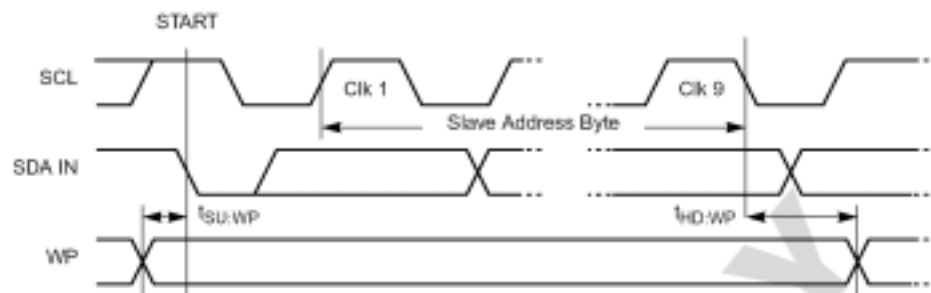 START
SCL
Clk 1
Clk 9
Slave Address Byte
SDA IN
tSU:WP
tHD:WP
WP